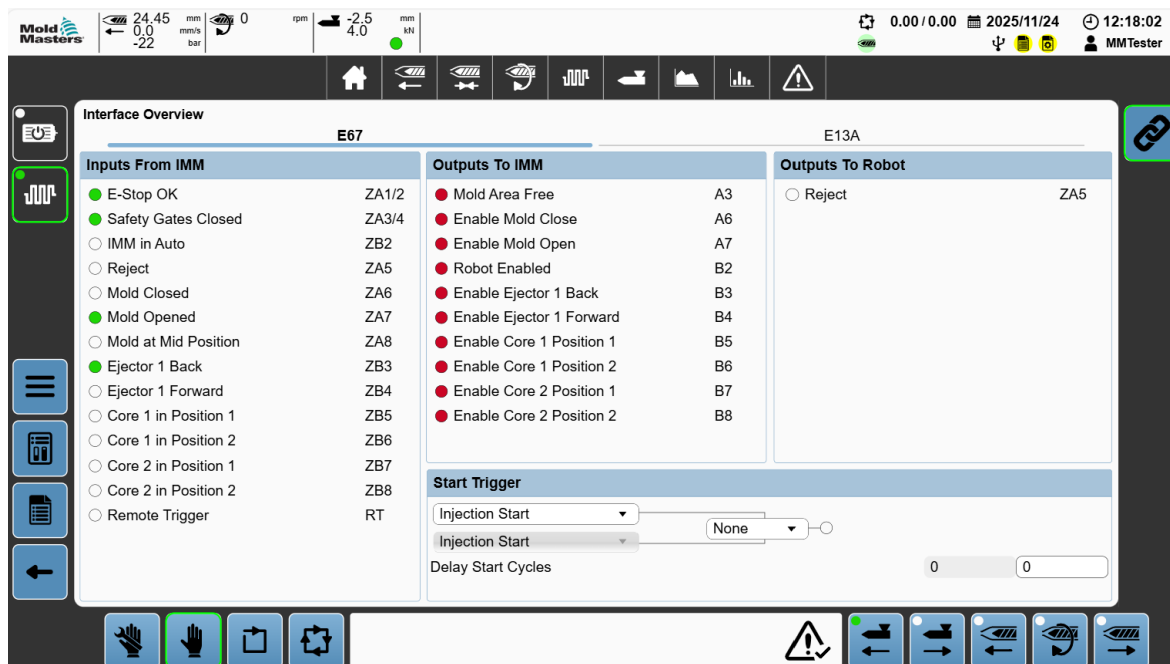 Mold
Masters
24.45 mm
0.0 mm/s
-22 bar
0 rpm
-2.5 mm
4.0 kN
0.00 / 0.00
2025/11/24
12:18:02
MMTester
Interface Overview
E67
E13A
Inputs From IMM
E-Stop OK ZA1/2
Safety Gates Closed ZA3/4
IMM in Auto ZB2
Reject ZA5
Mold Closed ZA6
Mold Opened ZA7
Mold at Mid Position ZA8
Ejector 1 Back ZB3
Ejector 1 Forward ZB4
Core 1 in Position 1 ZB5
Core 1 in Position 2 ZB6
Core 2 in Position 1 ZB7
Core 2 in Position 2 ZB8
Remote Trigger RT
Outputs To IMM
Mold Area Free A3
Enable Mold Close A6
Enable Mold Open A7
Robot Enabled B2
Enable Ejector 1 Back B3
Enable Ejector 1 Forward B4
Enable Core 1 Position 1 B5
Enable Core 1 Position 2 B6
Enable Core 2 Position 1 B7
Enable Core 2 Position 2 B8
Outputs To Robot
Reject ZA5
Start Trigger
Injection Start
None
Injection Start
Delay Start Cycles 0 0